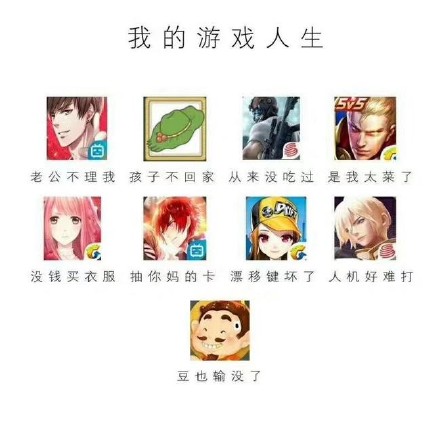 我的游戏人生
5v5
老公不理我 孩子不回家 从来没吃过 是我太菜了
没钱买衣服 抽你妈的卡 漂移键坏了 人机好难打
豆也输没了